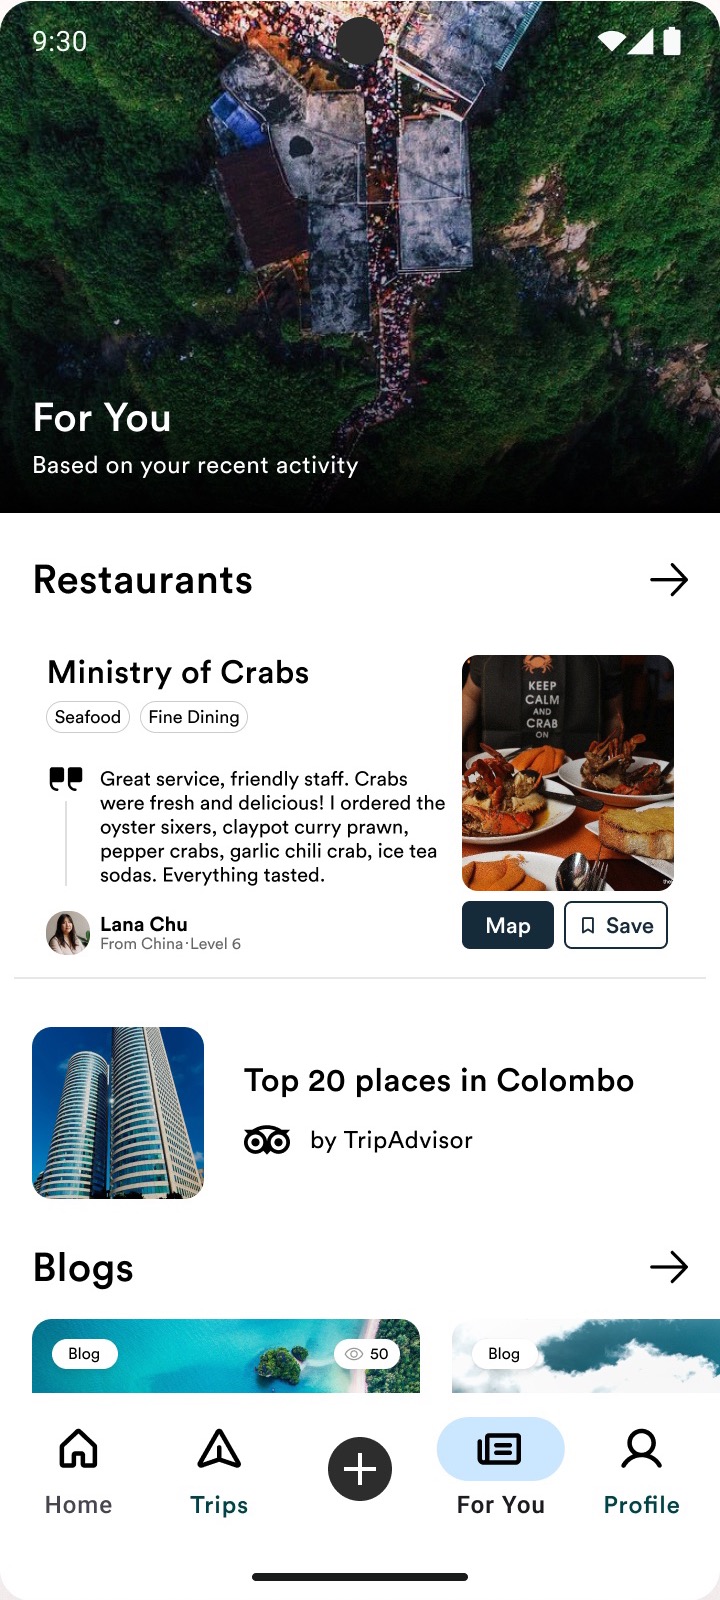 9:30
For You
Based on your recent activity
Restaurants
Ministry of Crabs
Seafood
Fine Dining
Great service, friendly staff. Crabs
were fresh and delicious! I ordered the
oyster sixers, claypot curry prawn,
pepper crabs, garlic chili crab, ice tea
sodas. Everything tasted.
Lana Chu
From China·Level 6
KEEP
CALM
AND
CRAB
ON
Map
Save
Top 20 places in Colombo
by TripAdvisor
Blogs
Blog
50
Blog
Home
Trips
For You
Profile